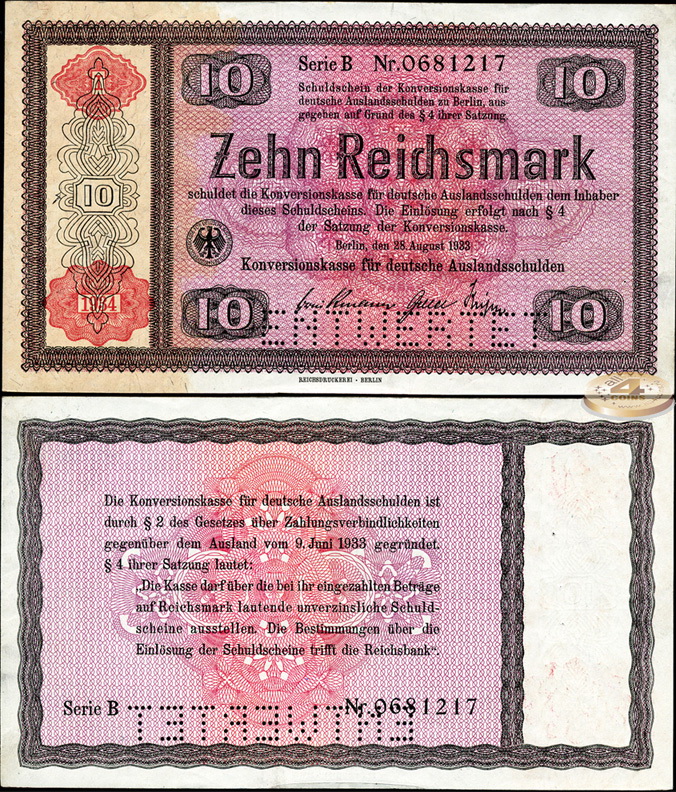 10
Serie B Nr.0681217
10
Schuldschein der Konversionskasse für
deutsche Auslandsschulden zu Berlin, aus-
gegeben auf Grund des § 4 ihrer Satzung.
Zehn Reichsmark
schuldet die Konversionskasse für deutsche Auslandsschulden dem Inhaber
dieses Schuldscheins. Die Einlösung erfolgt nach § 4
der Satzung der Konversionskasse.
Berlin, den 28. August 1933
Konversionskasse für deutsche Auslandsschulden
10
1934
10
10
ENTWERTET
REICHSDRUCKEREI • BERLIN
4
COINS
Die Konversionskasse für deutsche Auslandsschulden ist
durch § 2 des Gesetzes über Zahlungsverbindlichkeiten
gegenüber dem Ausland vom 9. Juni 1933 gegründet.
§ 4 ihrer Satzung lautet:
„Die Kasse darf über die bei ihr eingezahlten Beträge
auf Reichsmark lautende unverzinsliche Schuld-
scheine ausstellen. Die Bestimmungen über die
Einlösung der Schuldscheine trifft die Reichsbank“.
Serie B Nr.0681217
ENTWERTET